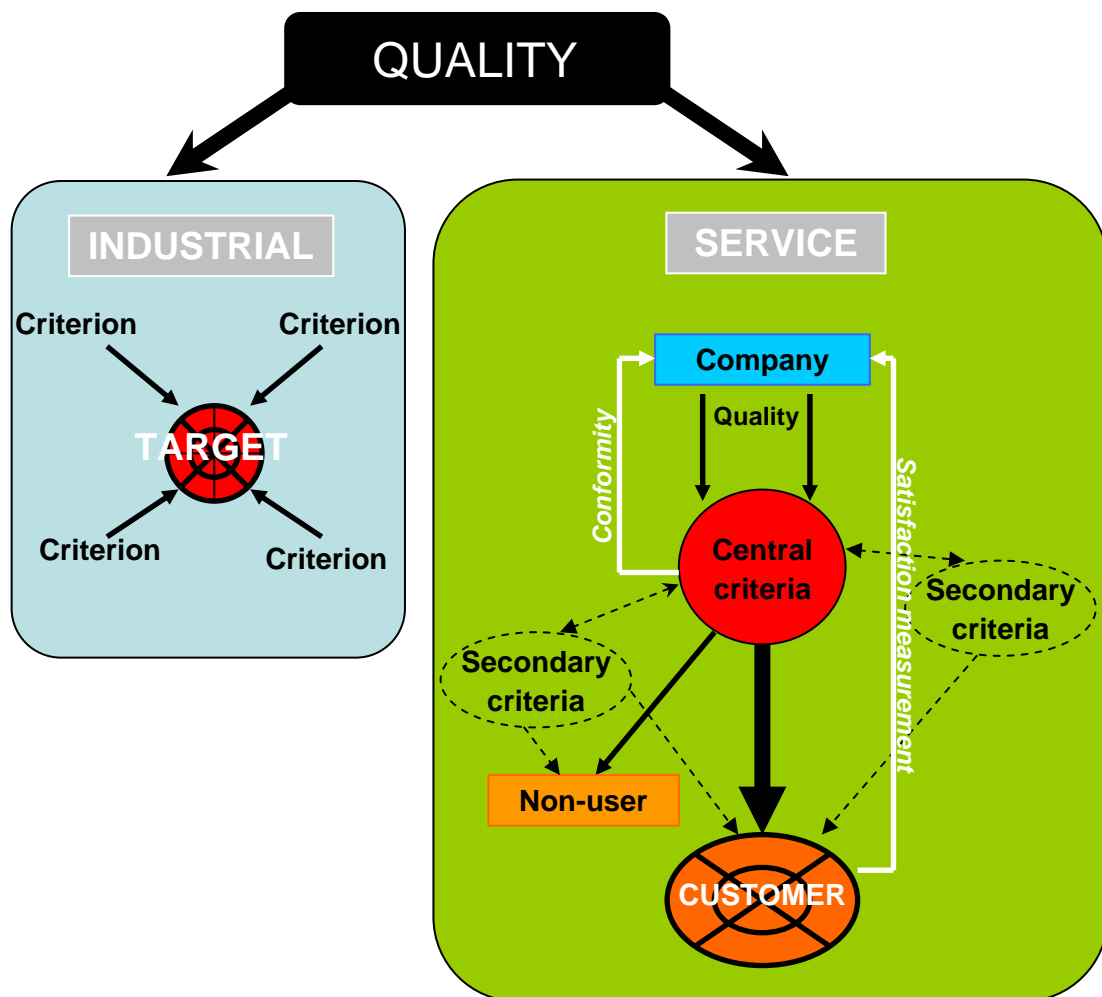 QUALITY
INDUSTRIAL
Criterion
Criterion
TARGET
Criterion
Criterion
SERVICE
Company
Quality
Conformity
Satisfaction measurement
Central
criteria
Secondary
criteria
Secondary
criteria
Non-user
CUSTOMER